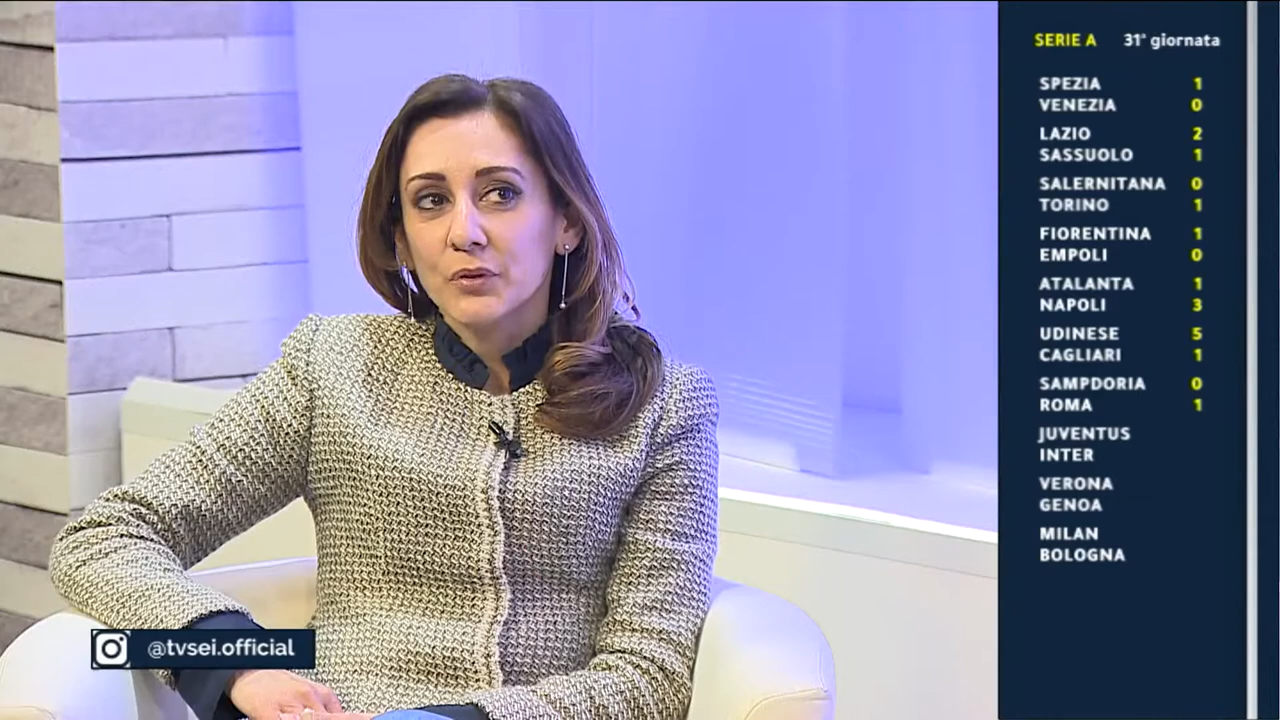 SERIE A 31ª giornata
SPEZIA 1
VENEZIA 0
LAZIO 2
SASSUOLO 1
SALERNITANA 0
TORINO 1
FIORENTINA 1
EMPOLI 0
ATALANTA 1
NAPOLI 3
UDINESE 5
CAGLIARI 1
SAMPDORIA 0
ROMA 1
JUVENTUS
INTER
VERONA
GENOA
MILAN
BOLOGNA
@tvsei.official